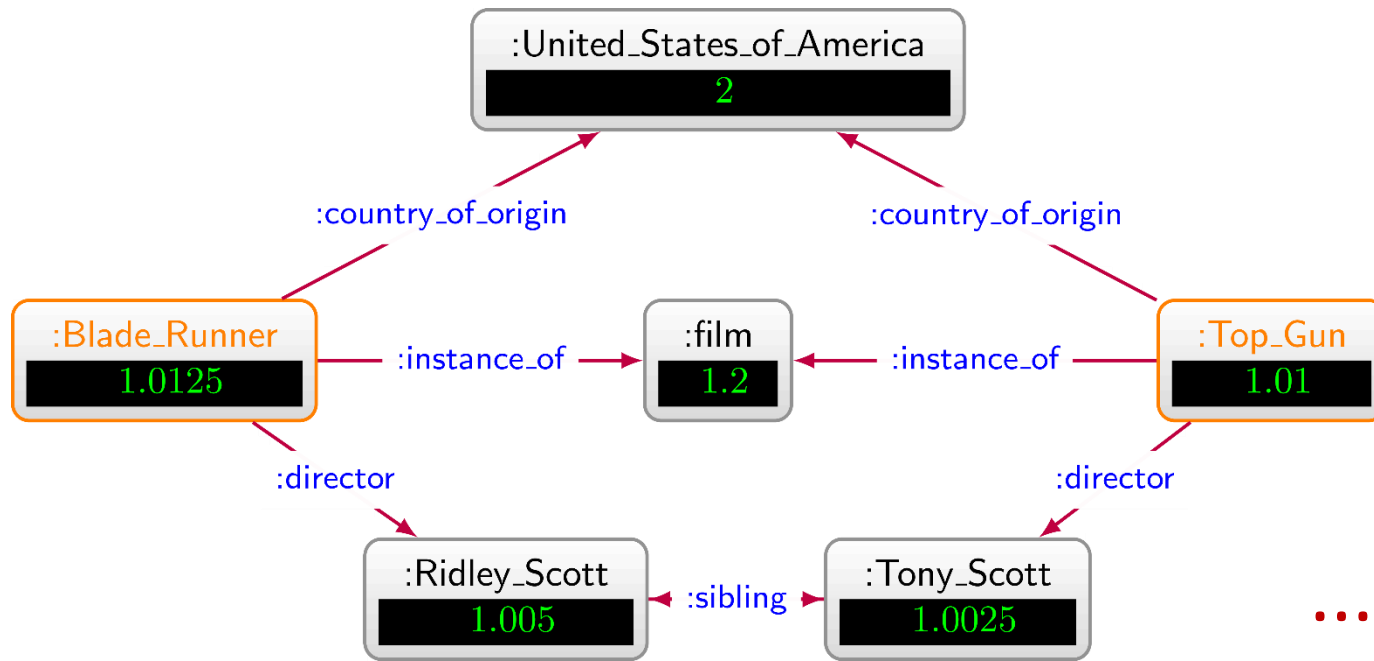 :United_States_of_America
2
:country_of_origin
:country_of_origin
:Blade_Runner
1.0125
:instance_of
:film
1.2
:instance_of
:Top_Gun
1.01
:director
:director
:Ridley_Scott
1.005
:sibling
:Tony_Scott
1.0025
...